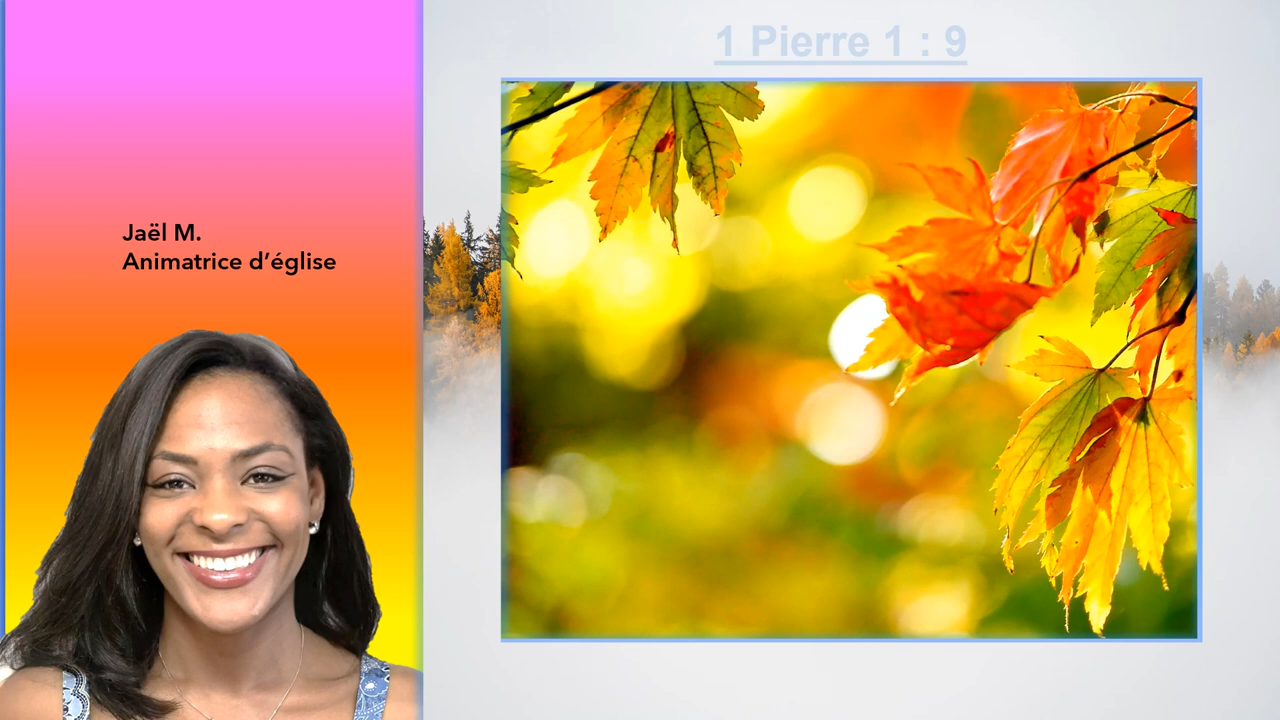 1 Pierre 1 : 9
Jaël M.
Animatrice d’église